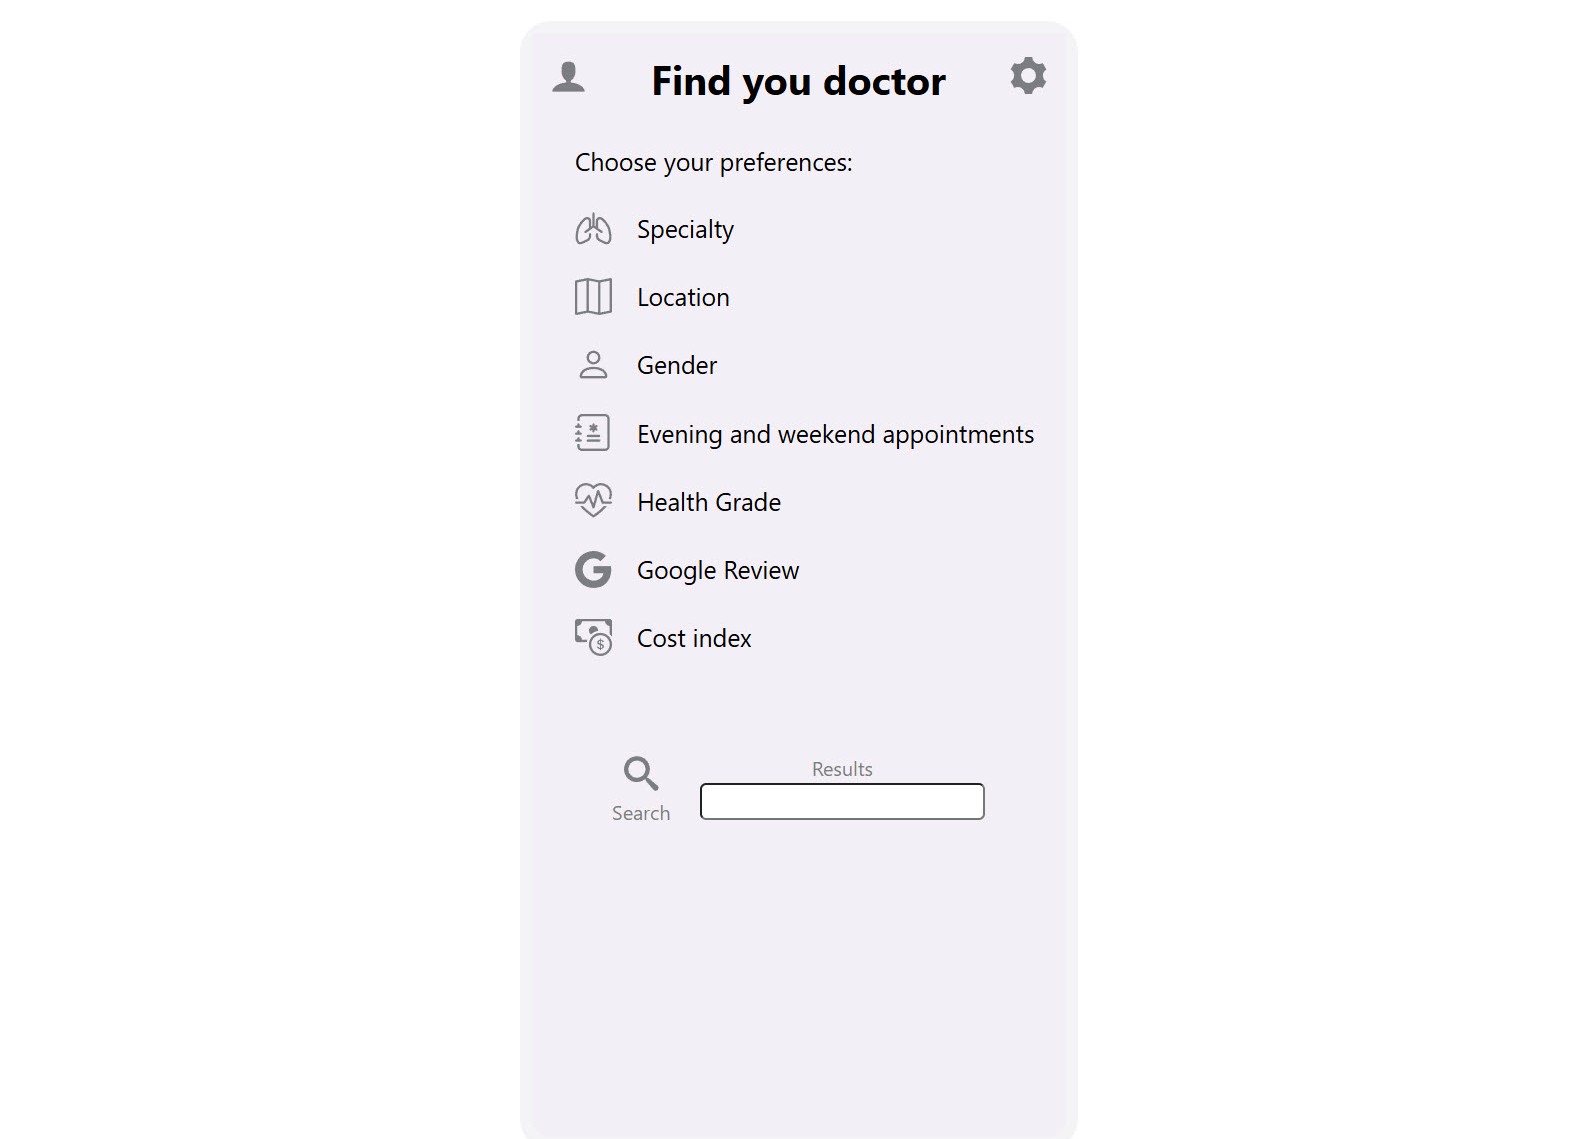 Find you doctor
Choose your preferences:
Specialty
Location
Gender
Evening and weekend appointments
Health Grade
Google Review
Cost index
Results
Search